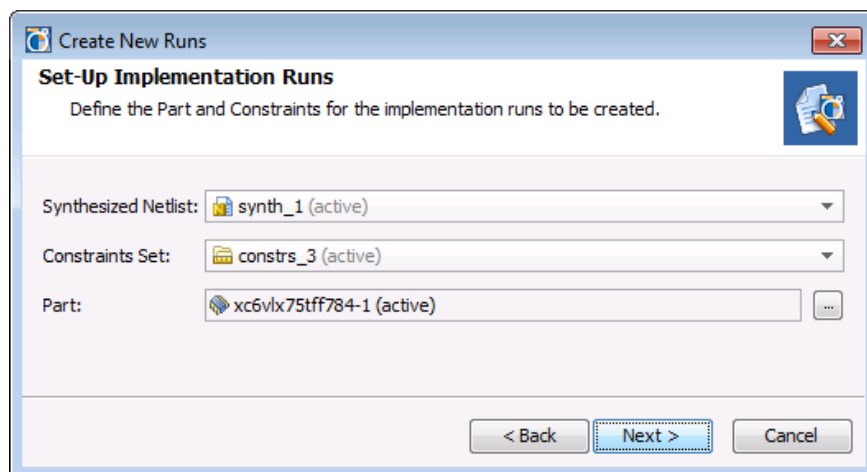 Create New Runs
Set-Up Implementation Runs
Define the Part and Constraints for the implementation runs to be created.
Synthesized Netlist: synth_1 (active)
Constraints Set: constrs_3 (active)
Part: xc6vlx75tff784-1 (active) ...
< Back Next > Cancel